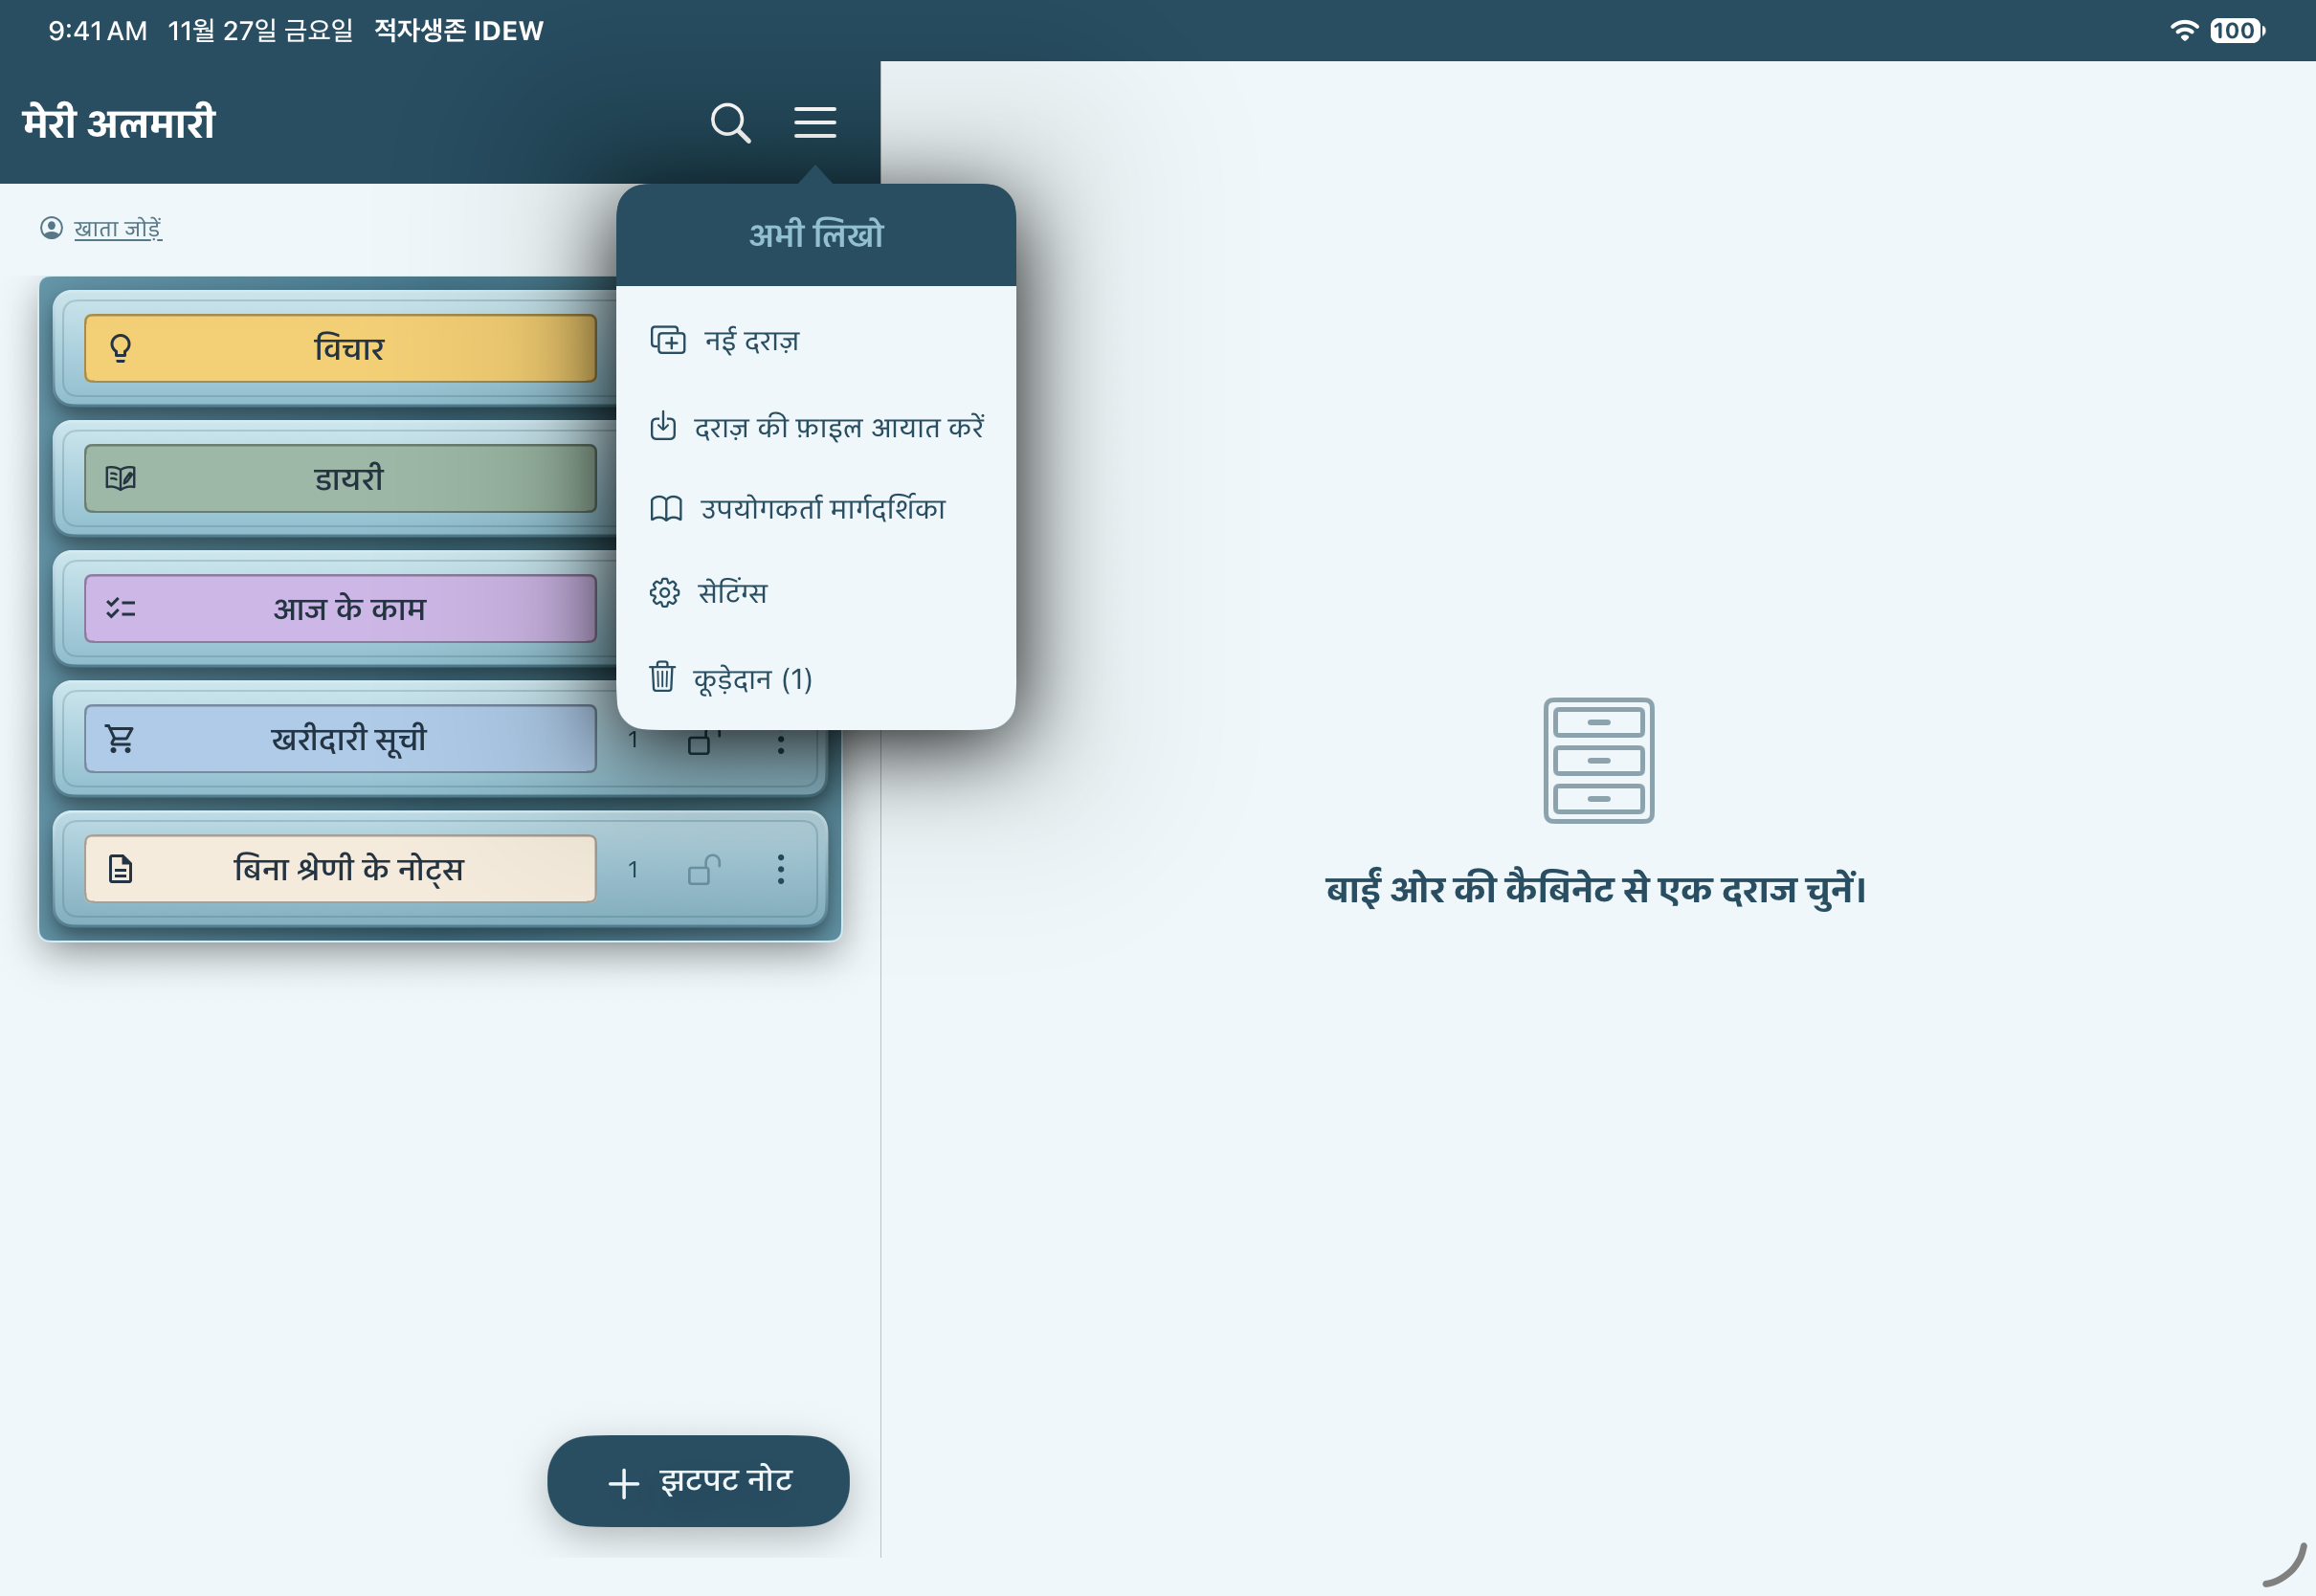 9:41 AM 11월 27일 금요일 적자생존 IDEW 100
मेरी अलमारी
खाता जोड़ें
अभी लिखो
नई दराज़
दराज़ की फ़ाइल आयात करें
उपयोगकर्ता मार्गदर्शिका
सेटिंग्स
कूड़ेदान (1)
विचार
डायरी
आज के काम
खरीदारी सूची 1
बिना श्रेणी के नोट्स 1
बाईं ओर की कैबिनेट से एक दराज चुनें।
झटपट नोट